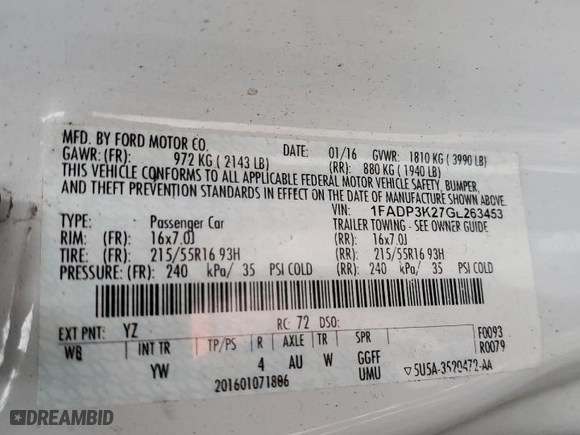 MFD. BY FORD MOTOR CO.
DATE: 01/16 GVWR: 1810 KG ( 3990 LB)
GAWR: (FR): 972 KG ( 2143 LB) (RR): 880 KG ( 1940 LB)
THIS VEHICLE CONFORMS TO ALL APPLICABLE FEDERAL MOTOR VEHICLE SAFETY, BUMPER,
AND THEFT PREVENTION STANDARDS IN EFFECT ON THE DATE OF MANUFACTURE SHOWN ABOVE.
VIN: 1FADP3K27GL263453
TYPE: Passenger Car TRAILER TOWING - SEE OWNER GUIDE
RIM: (FR) 16x7.0J (RR): 16x7.0J
TIRE: (FR) 215/55R16 93H (RR): 215/55R16 93H
PRESSURE: (FR) 240 kPa/ 35 PSI COLD (RR) 240 kPa/ 35 PSI COLD
EXT PNT: YZ RC: 72 DSO:
WB INT TR TP/PS R AXLE TR SPR F0093
YW 4 AU W GGFF R0079
201601071806 UMU ▽5U5A-3520472-AA
DREAMBID